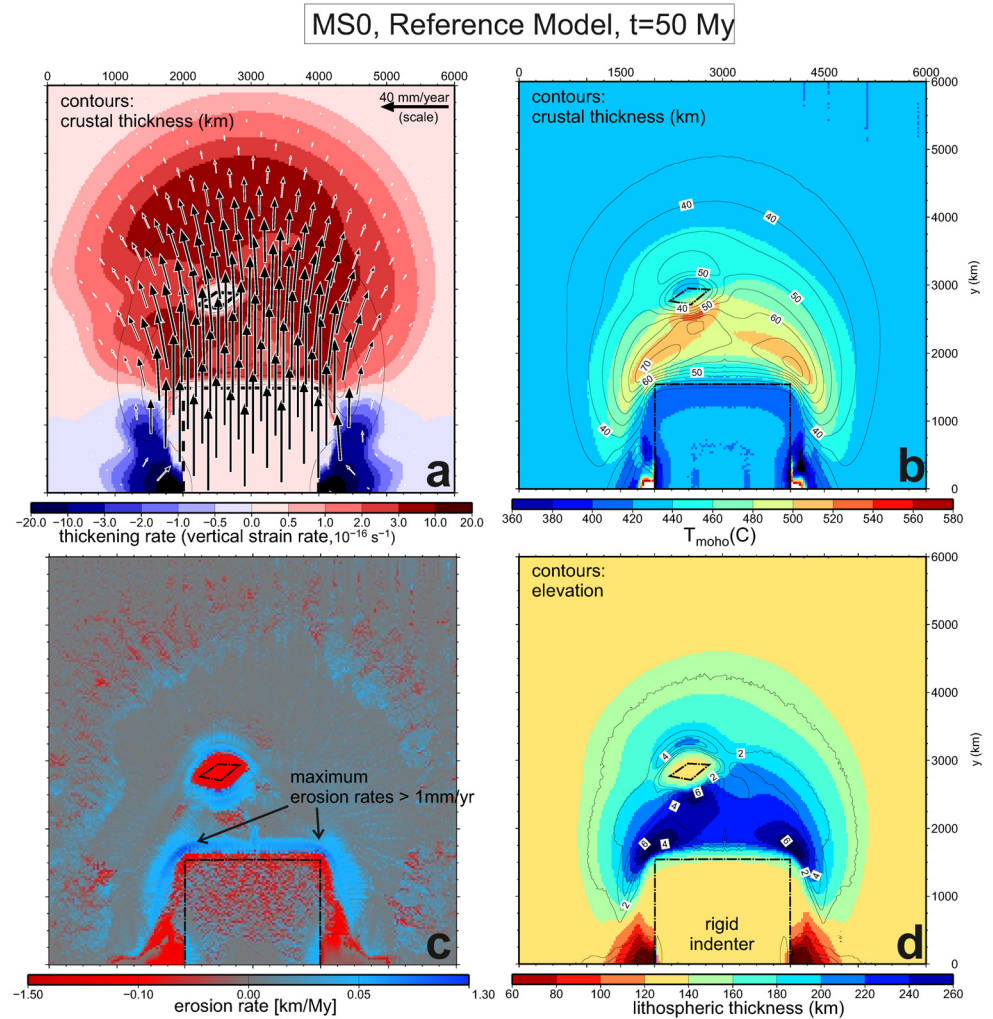 MS0, Reference Model, t=50 My
0 1000 2000 3000 4000 5000 6000
contours:
crustal thickness (km)
40 mm/year
(scale)
a
−20.0 −10.0 −3.0 −2.0 −1.0 −0.5 0.0 0.5 1.0 2.0 3.0 10.0 20.0
thickening rate (vertical strain rate,10⁻¹⁶ s⁻¹)
0 1500 3000 4500 6000
contours:
crustal thickness (km)
6000
5000
4000
3000
2000
1000
0
y (km)
40
40
50
40
50
50
60
70
60
50
40
40
b
360 380 400 420 440 460 480 500 520 540 560 580
Tmoho(C)
maximum
erosion rates > 1mm/yr
c
−1.50 −0.10 0.00 0.05 1.30
erosion rate [km/My]
contours:
elevation
6000
5000
4000
3000
2000
1000
0
y (km)
4
2
2
6
4
6
4
6
2
4
2
rigid
indenter
d
60 80 100 120 140 160 180 200 220 240 260
lithospheric thickness (km)